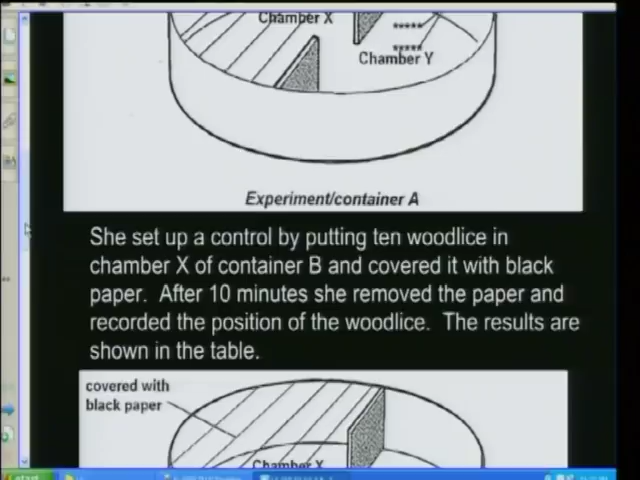 Chamber X
*****
*****
Chamber Y
Experiment/container A
She set up a control by putting ten woodlice in
chamber X of container B and covered it with black
paper. After 10 minutes she removed the paper and
recorded the position of the woodlice. The results are
shown in the table.
covered with
black paper
Chamber X
start